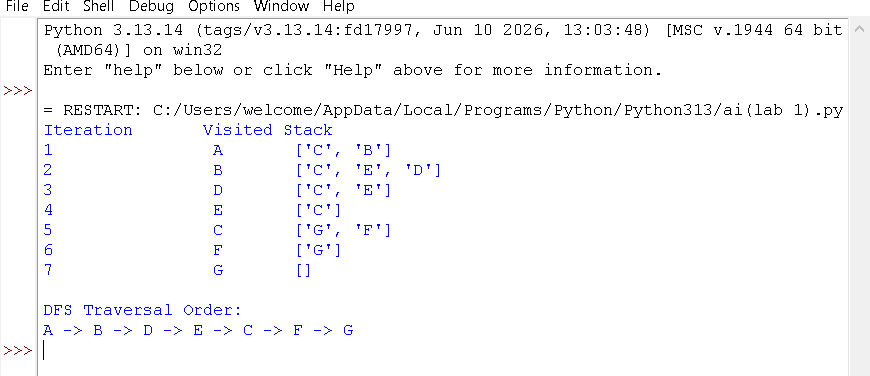 File Edit Shell Debug Options Window Help
Python 3.13.14 (tags/v3.13.14:fd17997, Jun 10 2026, 13:03:48) [MSC v.1944 64 bit
(AMD64)] on win32
Enter "help" below or click "Help" above for more information.
>>>
= RESTART: C:/Users/welcome/AppData/Local/Programs/Python/Python313/ai(lab 1).py
Iteration       Visited Stack
1                A       ['C', 'B']
2                B       ['C', 'E', 'D']
3                D       ['C', 'E']
4                E       ['C']
5                C       ['G', 'F']
6                F       ['G']
7                G       []
DFS Traversal Order:
A -> B -> D -> E -> C -> F -> G
>>>